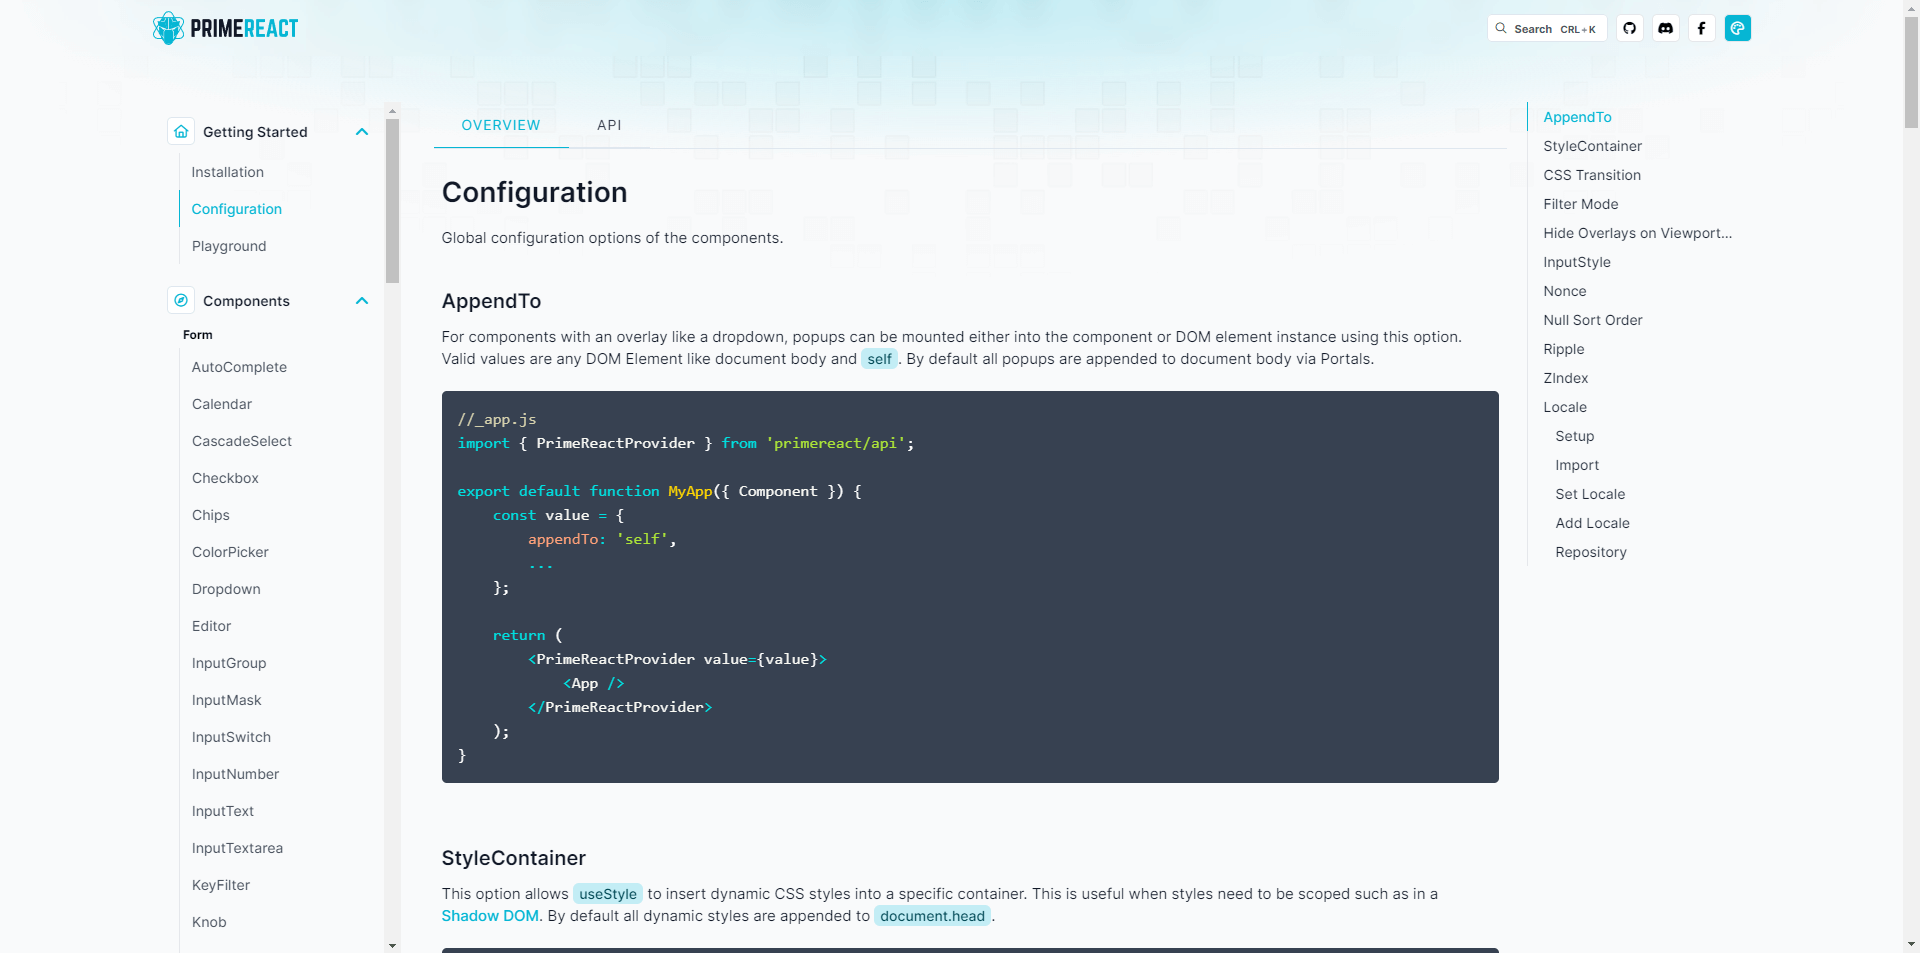 PRIMEREACT
Search CRL+K
Getting Started
Installation
Configuration
Playground
Components
Form
AutoComplete
Calendar
CascadeSelect
Checkbox
Chips
ColorPicker
Dropdown
Editor
InputGroup
InputMask
InputSwitch
InputNumber
InputText
InputTextarea
KeyFilter
Knob
OVERVIEW
API
Configuration
Global configuration options of the components.
AppendTo
For components with an overlay like a dropdown, popups can be mounted either into the component or DOM element instance using this option.
Valid values are any DOM Element like document body and self. By default all popups are appended to document body via Portals.
//_app.js
import { PrimeReactProvider } from 'primereact/api';
export default function MyApp({ Component }) {
const value = {
appendTo: 'self',
...
};
return (
<PrimeReactProvider value={value}>
<App />
</PrimeReactProvider>
);
}
StyleContainer
This option allows useStyle to insert dynamic CSS styles into a specific container. This is useful when styles need to be scoped such as in a
Shadow DOM. By default all dynamic styles are appended to document.head.
AppendTo
StyleContainer
CSS Transition
Filter Mode
Hide Overlays on Viewport...
InputStyle
Nonce
Null Sort Order
Ripple
ZIndex
Locale
Setup
Import
Set Locale
Add Locale
Repository